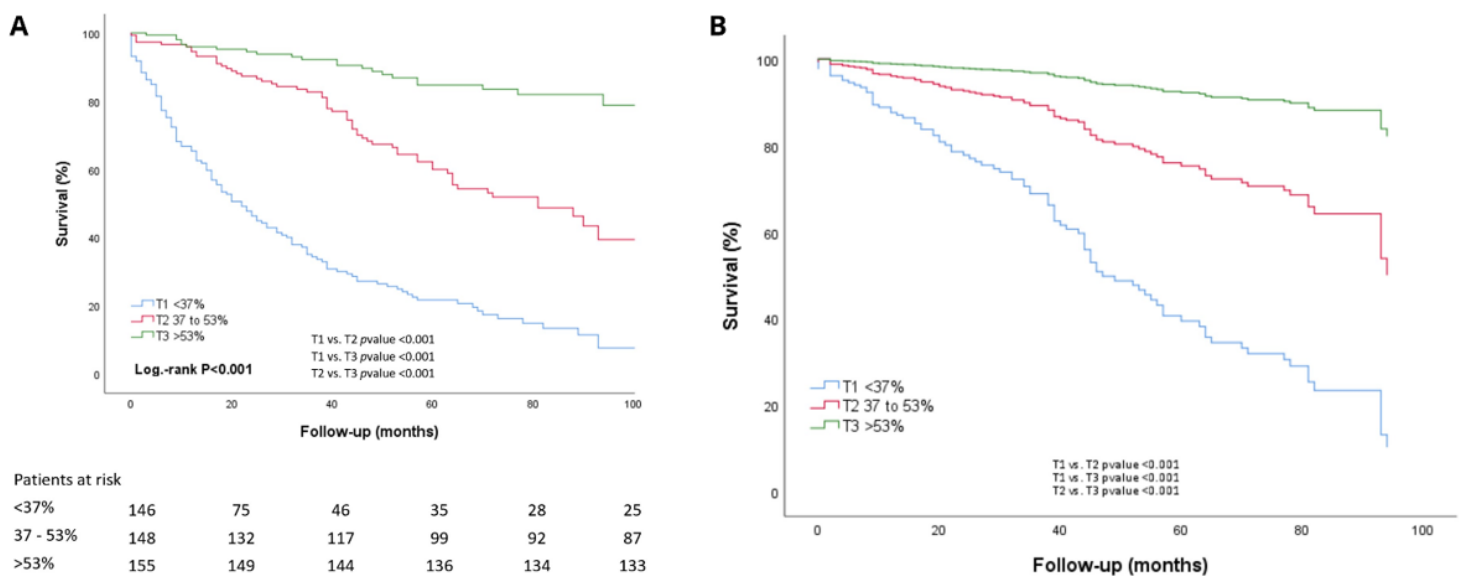 A
Survival (%)
100
80
60
40
20
0
T1 <37%
T2 37 to 53%
T3 >53%
Log.-rank P<0.001
T1 vs. T2 pvalue <0.001
T1 vs. T3 pvalue <0.001
T2 vs. T3 pvalue <0.001
0 20 40 60 80 100
Follow-up (months)
Patients at risk
<37% 146 75 46 35 28 25
37 - 53% 148 132 117 99 92 87
>53% 155 149 144 136 134 133
B
Survival (%)
100
80
60
40
20
0
T1 <37%
T2 37 to 53%
T3 >53%
T1 vs. T2 pvalue <0.001
T1 vs. T3 pvalue <0.001
T2 vs. T3 pvalue <0.001
0 20 40 60 80 100
Follow-up (months)